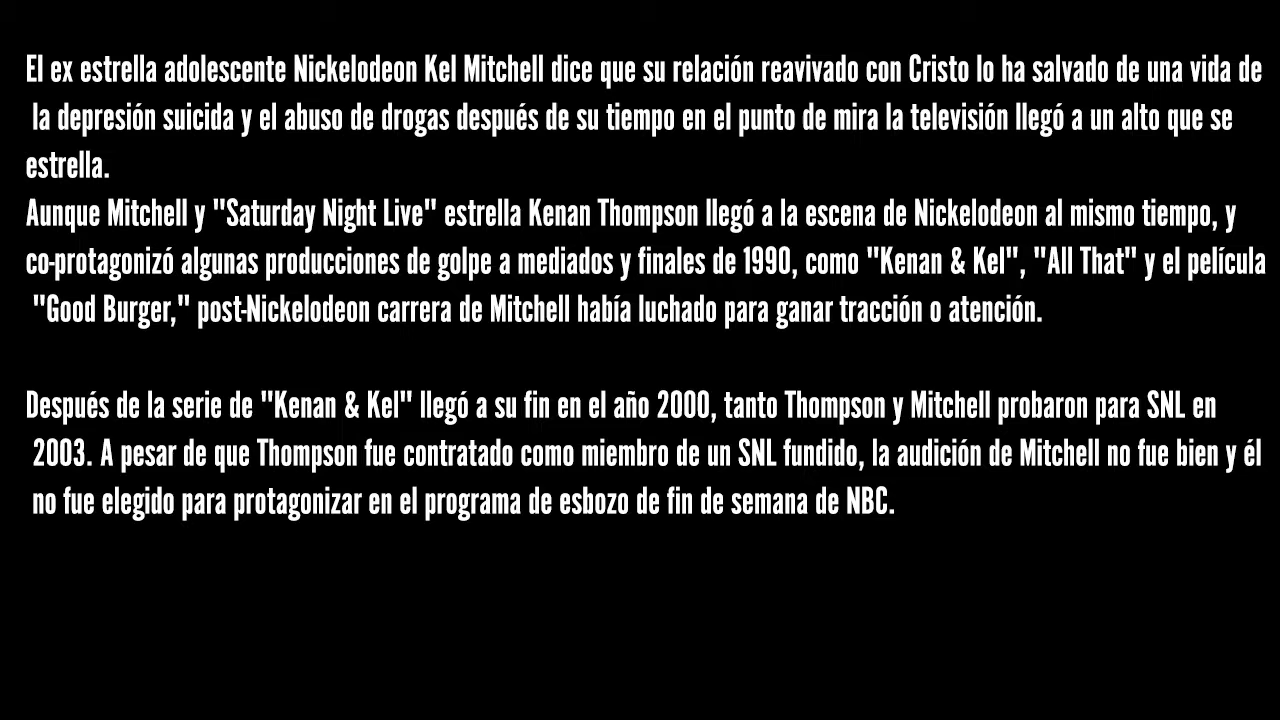 El ex estrella adolescente Nickelodeon Kel Mitchell dice que su relación reavivado con Cristo lo ha salvado de una vida de
la depresión suicida y el abuso de drogas después de su tiempo en el punto de mira la televisión llegó a un alto que se
estrella.
Aunque Mitchell y "Saturday Night Live" estrella Kenan Thompson llegó a la escena de Nickelodeon al mismo tiempo, y
co-protagonizó algunas producciones de golpe a mediados y finales de 1990, como "Kenan & Kel", "All That" y el película
"Good Burger," post-Nickelodeon carrera de Mitchell había luchado para ganar tracción o atención.
Después de la serie de "Kenan & Kel" llegó a su fin en el año 2000, tanto Thompson y Mitchell probaron para SNL en
2003. A pesar de que Thompson fue contratado como miembro de un SNL fundido, la audición de Mitchell no fue bien y él
no fue elegido para protagonizar en el programa de esbozo de fin de semana de NBC.